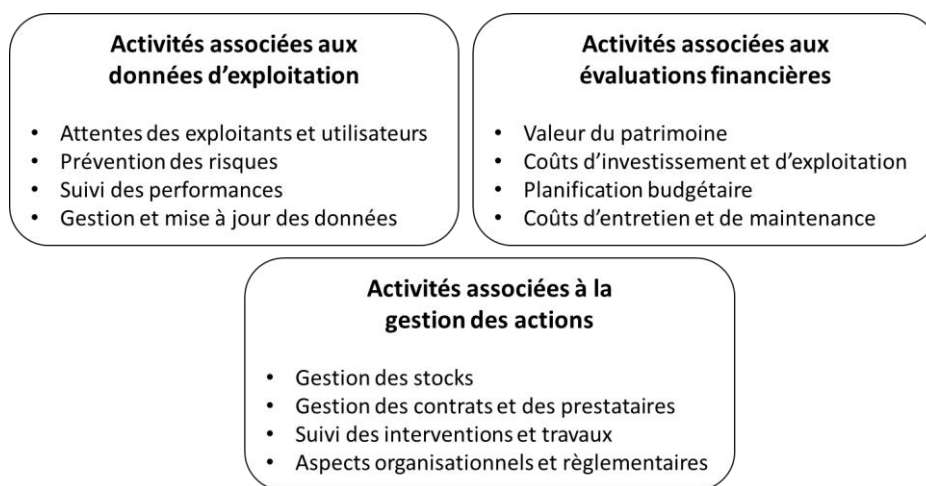 Activités associées aux
données d’exploitation
• Attentes des exploitants et utilisateurs
• Prévention des risques
• Suivi des performances
• Gestion et mise à jour des données
Activités associées aux
évaluations financières
• Valeur du patrimoine
• Coûts d’investissement et d’exploitation
• Planification budgétaire
• Coûts d’entretien et de maintenance
Activités associées à la
gestion des actions
• Gestion des stocks
• Gestion des contrats et des prestataires
• Suivi des interventions et travaux
• Aspects organisationnels et règlementaires